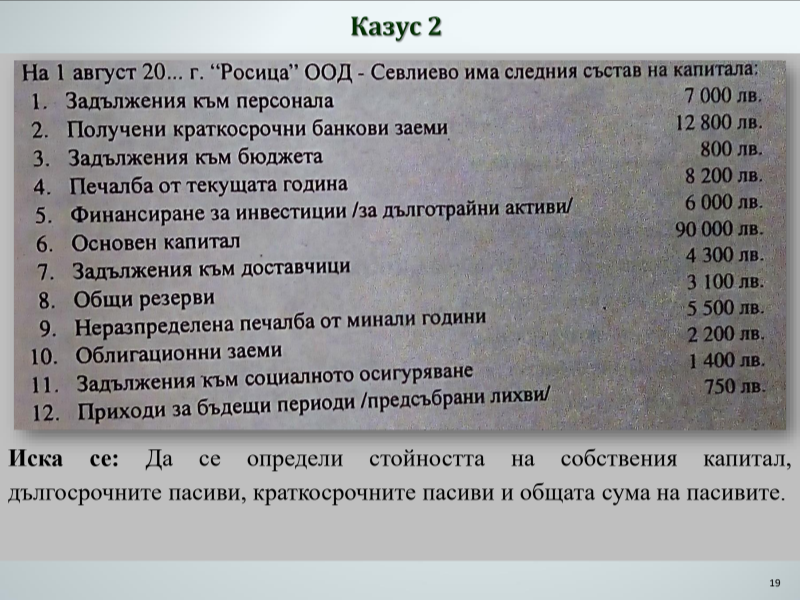 Казус 2
На 1 август 20... г. “Росица” ООД - Севлиево има следния състав на капитала:
1. Задължения към персонала 7 000 лв.
2. Получени краткосрочни банкови заеми 12 800 лв.
3. Задължения към бюджета 800 лв.
4. Печалба от текущата година 8 200 лв.
5. Финансиране за инвестиции /за дълготрайни активи/ 6 000 лв.
6. Основен капитал 90 000 лв.
7. Задължения към доставчици 4 300 лв.
8. Общи резерви 3 100 лв.
9. Неразпределена печалба от минали години 5 500 лв.
10. Облигационни заеми 2 200 лв.
11. Задължения към социалното осигуряване 1 400 лв.
12. Приходи за бъдещи периоди /предсъбрани лихви/ 750 лв.
Иска се: Да се определи стойността на собствения капитал,
дългосрочните пасиви, краткосрочните пасиви и общата сума на пасивите.
19